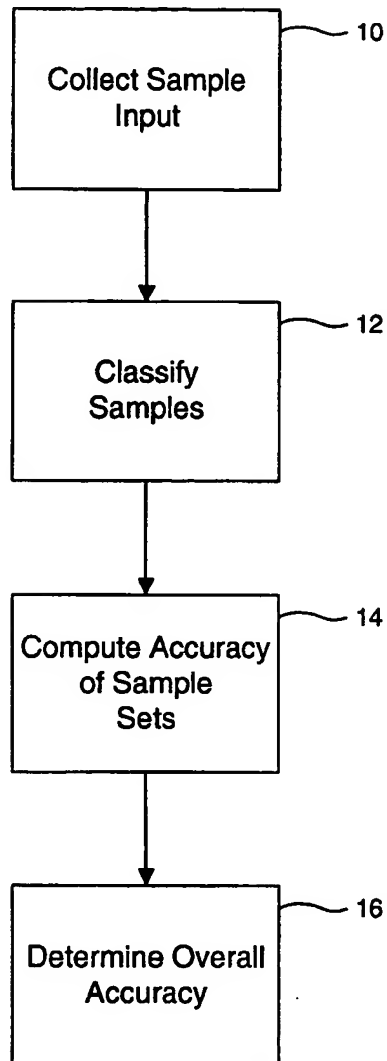 10
Collect Sample
Input
12
Classify
Samples
14
Compute Accuracy
of Sample
Sets
16
Determine Overall
Accuracy